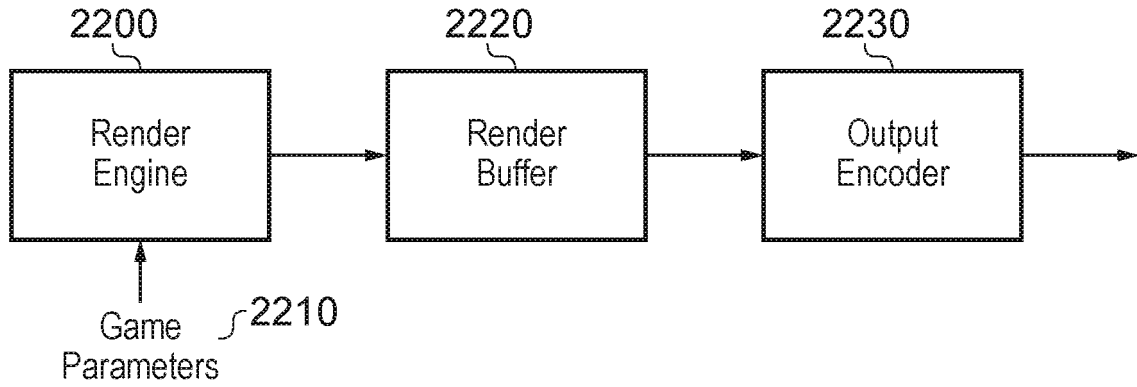 2200
2220
2230
Render
Engine
Render
Buffer
Output
Encoder
Game
Parameters
2210